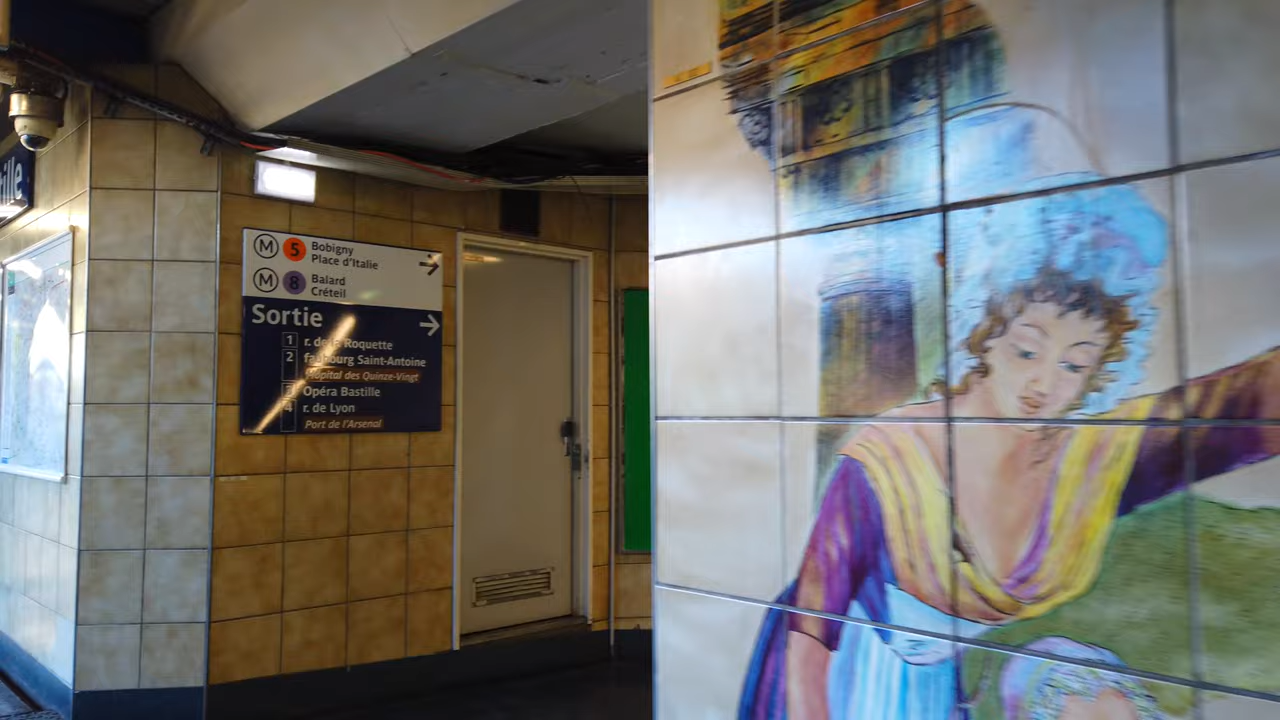 tille
M 5 Bobigny
Place d'Italie
M 8 Balard
Créteil
Sortie
1 r. de la Roquette
2 faubourg Saint-Antoine
Hôpital des Quinze-Vingt
3 Opéra Bastille
4 r. de Lyon
Port de l'Arsenal